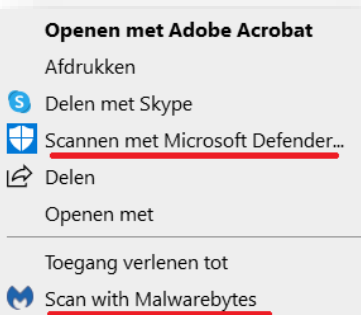 Openen met Adobe Acrobat
Afdrukken
Delen met Skype
Scannen met Microsoft Defender...
Delen
Openen met
Toegang verlenen tot
Scan with Malwarebytes